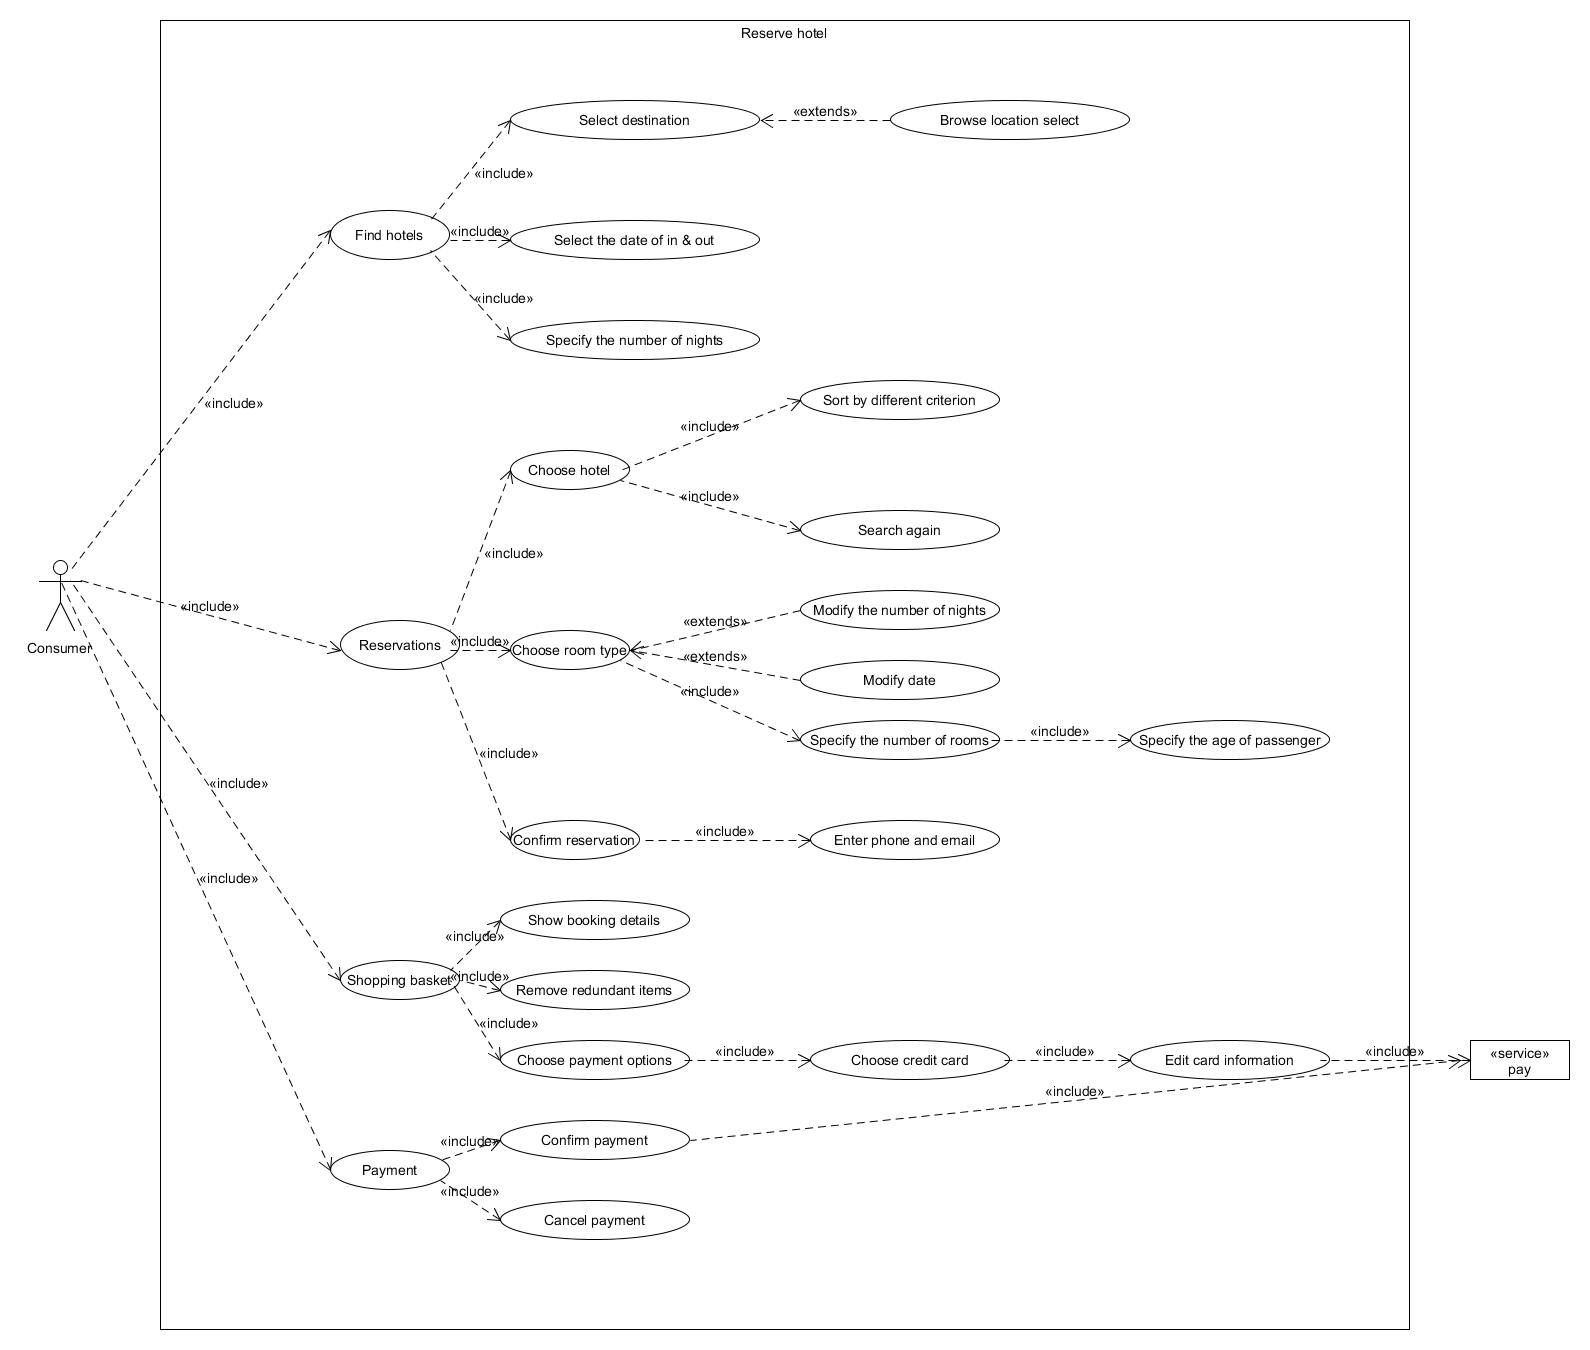 Reserve hotel
«extends»
Select destination
Browse location select
«include»
Find hotels
«include»
Select the date of in & out
«include»
Specify the number of nights
«include»
Sort by different criterion
«include»
Choose hotel
«include»
Search again
«include»
«include»
Modify the number of nights
«extends»
Reservations
«include»
Choose room type
«extends»
Consumer
Modify date
«include»
Specify the number of rooms
«include»
Specify the age of passenger
«include»
«include»
Confirm reservation
«include»
Enter phone and email
«include»
Show booking details
«include»
Shopping basket
«include»
Remove redundant items
«include»
Choose payment options
«include»
Choose credit card
«include»
Edit card information
«include»
«service»
pay
«include»
«include»
Confirm payment
Payment
«include»
Cancel payment